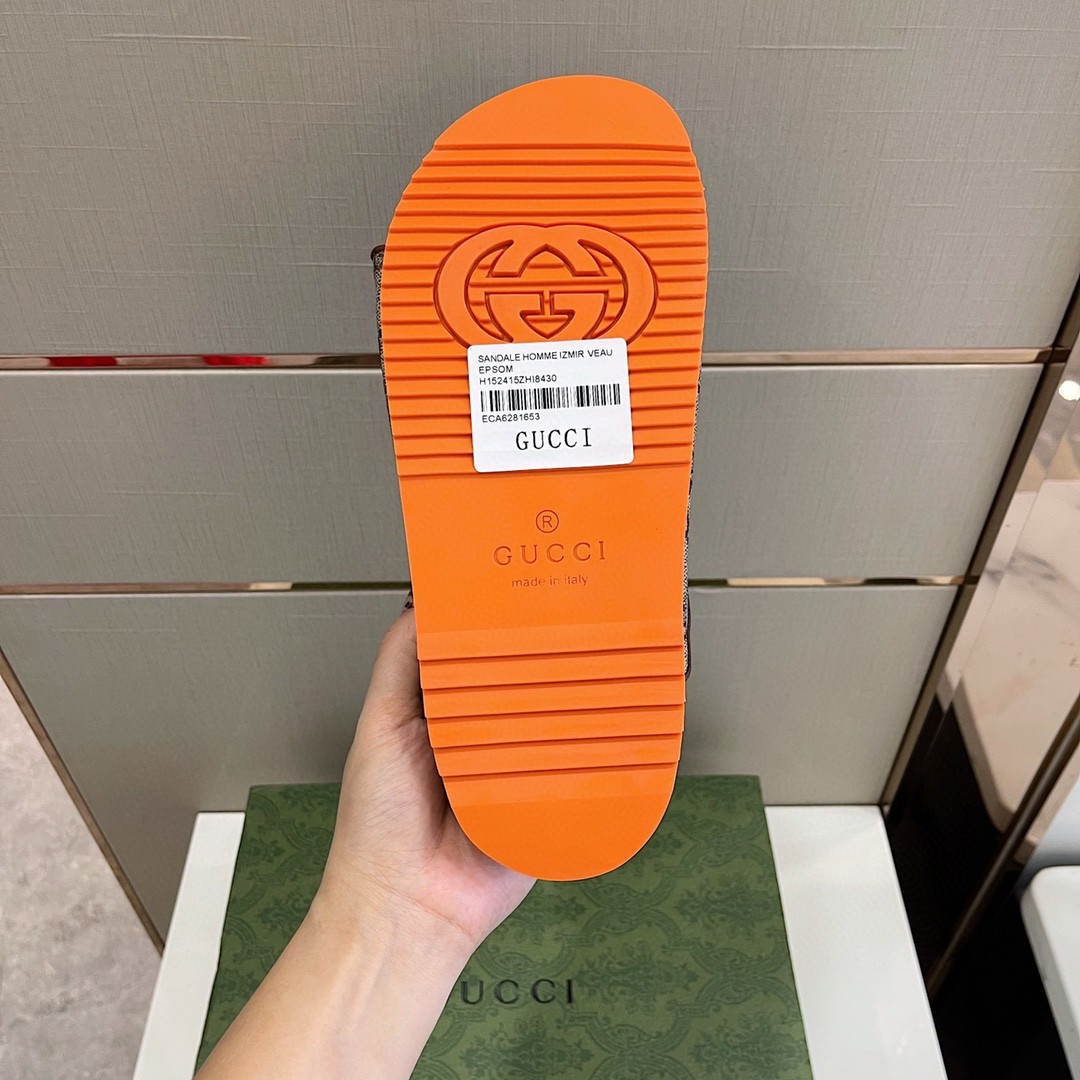 SANDALE HOMME IZMIR VEAU
EPSOM
H152415ZHI8430
ECA6281653
GUCCI
®
GUCCI
made in italy
UCCI